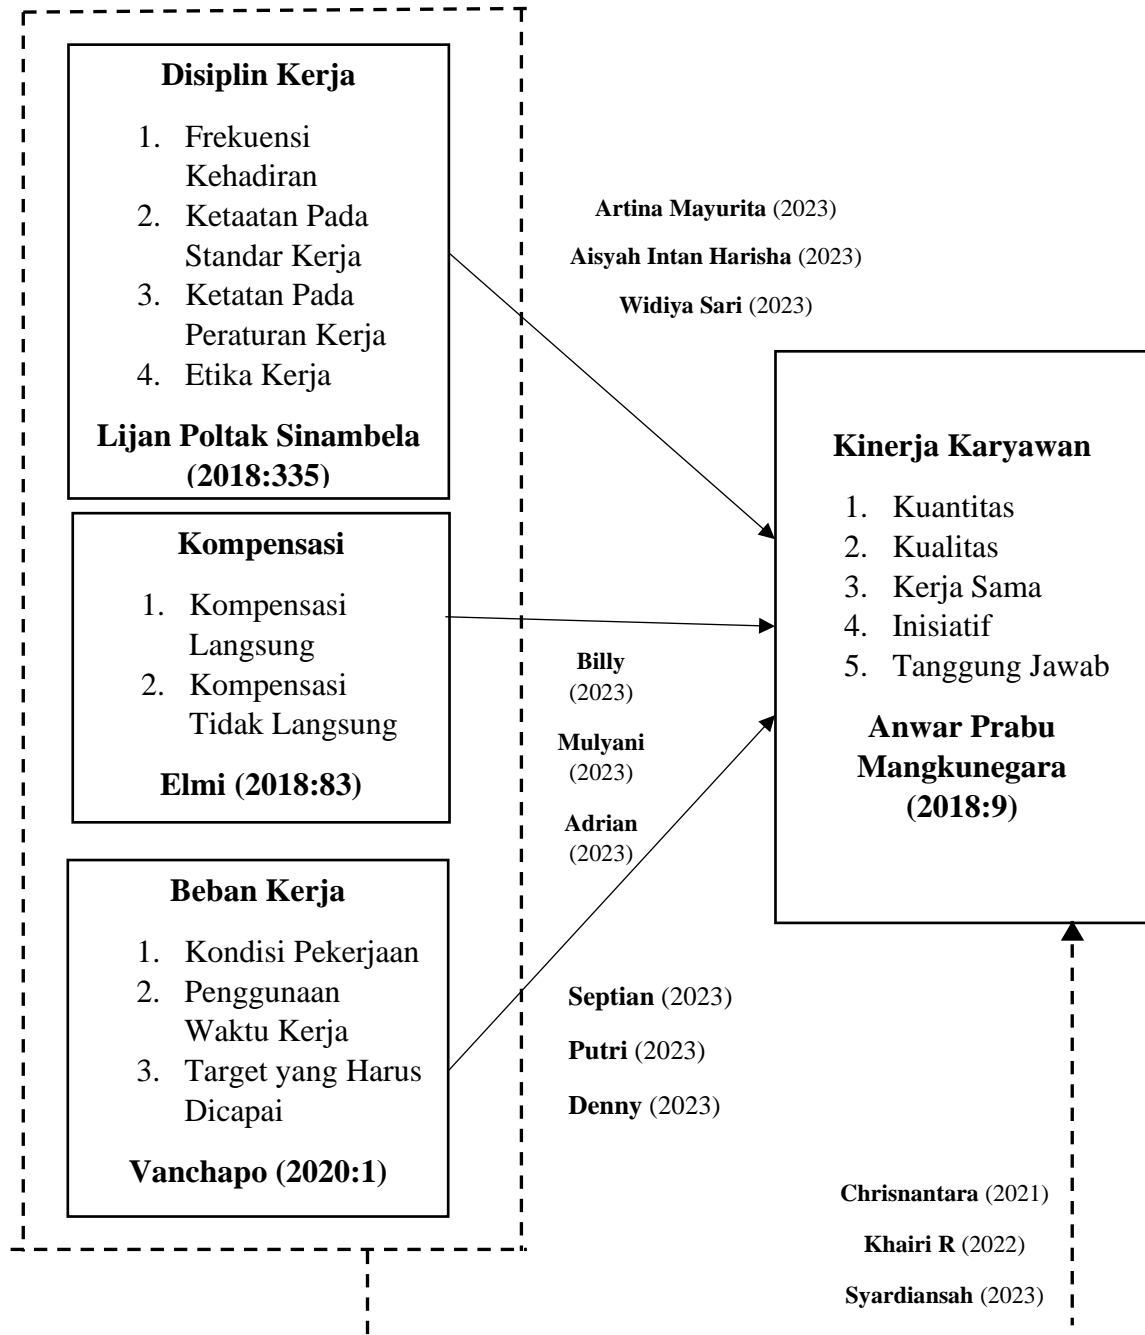 Disiplin Kerja
1. Frekuensi
Kehadiran
2. Ketaatan Pada
Standar Kerja
3. Ketatan Pada
Peraturan Kerja
4. Etika Kerja
Lijan Poltak Sinambela
(2018:335)
Kompensasi
1. Kompensasi
Langsung
2. Kompensasi
Tidak Langsung
Elmi (2018:83)
Beban Kerja
1. Kondisi Pekerjaan
2. Penggunaan
Waktu Kerja
3. Target yang Harus
Dicapai
Vanchapo (2020:1)
Artina Mayurita (2023)
Aisyah Intan Harisha (2023)
Widiya Sari (2023)
Billy
(2023)
Mulyani
(2023)
Adrian
(2023)
Septian (2023)
Putri (2023)
Denny (2023)
Kinerja Karyawan
1. Kuantitas
2. Kualitas
3. Kerja Sama
4. Inisiatif
5. Tanggung Jawab
Anwar Prabu
Mangkunegara
(2018:9)
Chrisnantara (2021)
Khairi R (2022)
Syardiansah (2023)